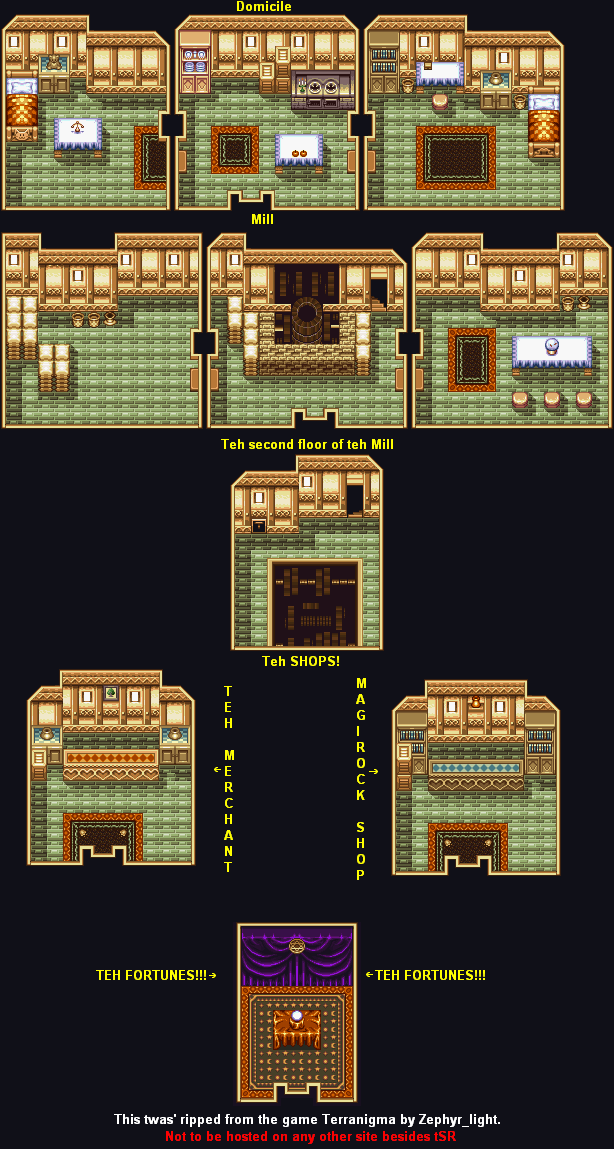 Domicile
Mill
Teh second floor of teh Mill
Teh SHOPS!
TEH MERCHANT
←
MAGIROCK SHOP
→
TEH FORTUNES!!!→
←TEH FORTUNES!!!
This twas' ripped from the game Terranigma by Zephyr_light.
Not to be hosted on any other site besides tSR